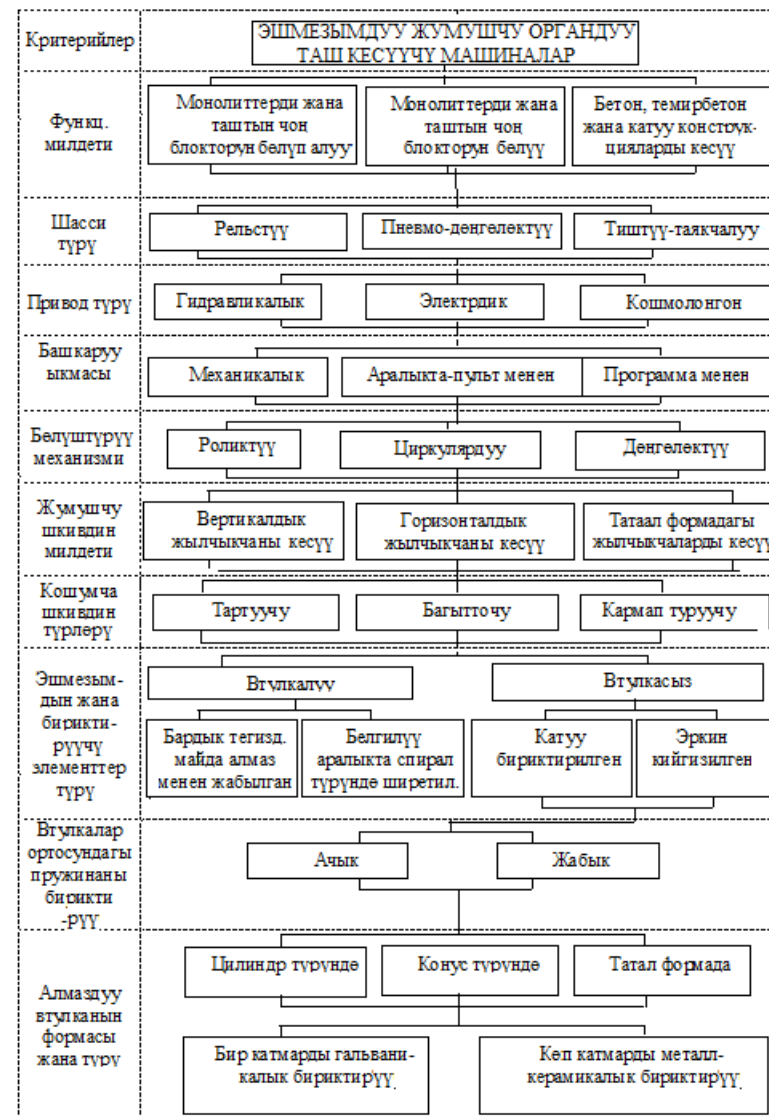 Критерийлер
ЭШМЕЗЫМДУУ ЖУМУШЧУ ОРГАНДУУ
ТАШ КЕСҮҮЧҮ МАШИНАЛАР
Функц.
милдети
Монолиттерди жана
таштын чоң
блокторун бөлүп алуу
Монолиттерди жана
таштын чоң
блокторун бөлүү
Бетон, темирбетон
жана катуу конструк-
цияларды кесүү
Шасси
түрү
Рельстүү
Пневмо-дөңгөлөктүү
Тиштүү-таякчалуу
Привод түрү
Гидравликалык
Электрдик
Кошмолонгон
Башкаруу
ыкмасы
Механикалык
Аралыкта-пульт менен
Программа менен
Бөлүштүрүү
механизми
Роликтүү
Циркулярдуу
Дөңгөлөктүү
Жумушчу
шкивдин
милдети
Вертикалдык
жылчыкчаны кесүү
Горизонталдык
жылчыкчаны кесүү
Татаал формадагы
жылчыкчаларды кесүү
Кошумча
шкивдин
түрлөрү
Тартуучу
Багытточу
Кармап туруучу
Эшмезым-
дын жана
бирикти-
рүүчү
элементтер
түрү
Втулкалуу
Втулкасыз
Бардык тегизд.
майда алмаз
менен жабылган
Белгилүү
аралыкта спирал
түрүндө ширетил.
Катуу
бириктирилген
Эркин
кийгизилген
Втулкалар
ортосундагы
пружинаны
бирикти
-рүү
Ачык
Жабык
Алмаздуу
втулканын
формасы
жана түрү
Цилиндр түрүндө
Конус түрүндө
Татал формада
Бир катмарды гальвани-
калык бириктирүү
Көп катмарды металл-
керамикалык бириктирүү